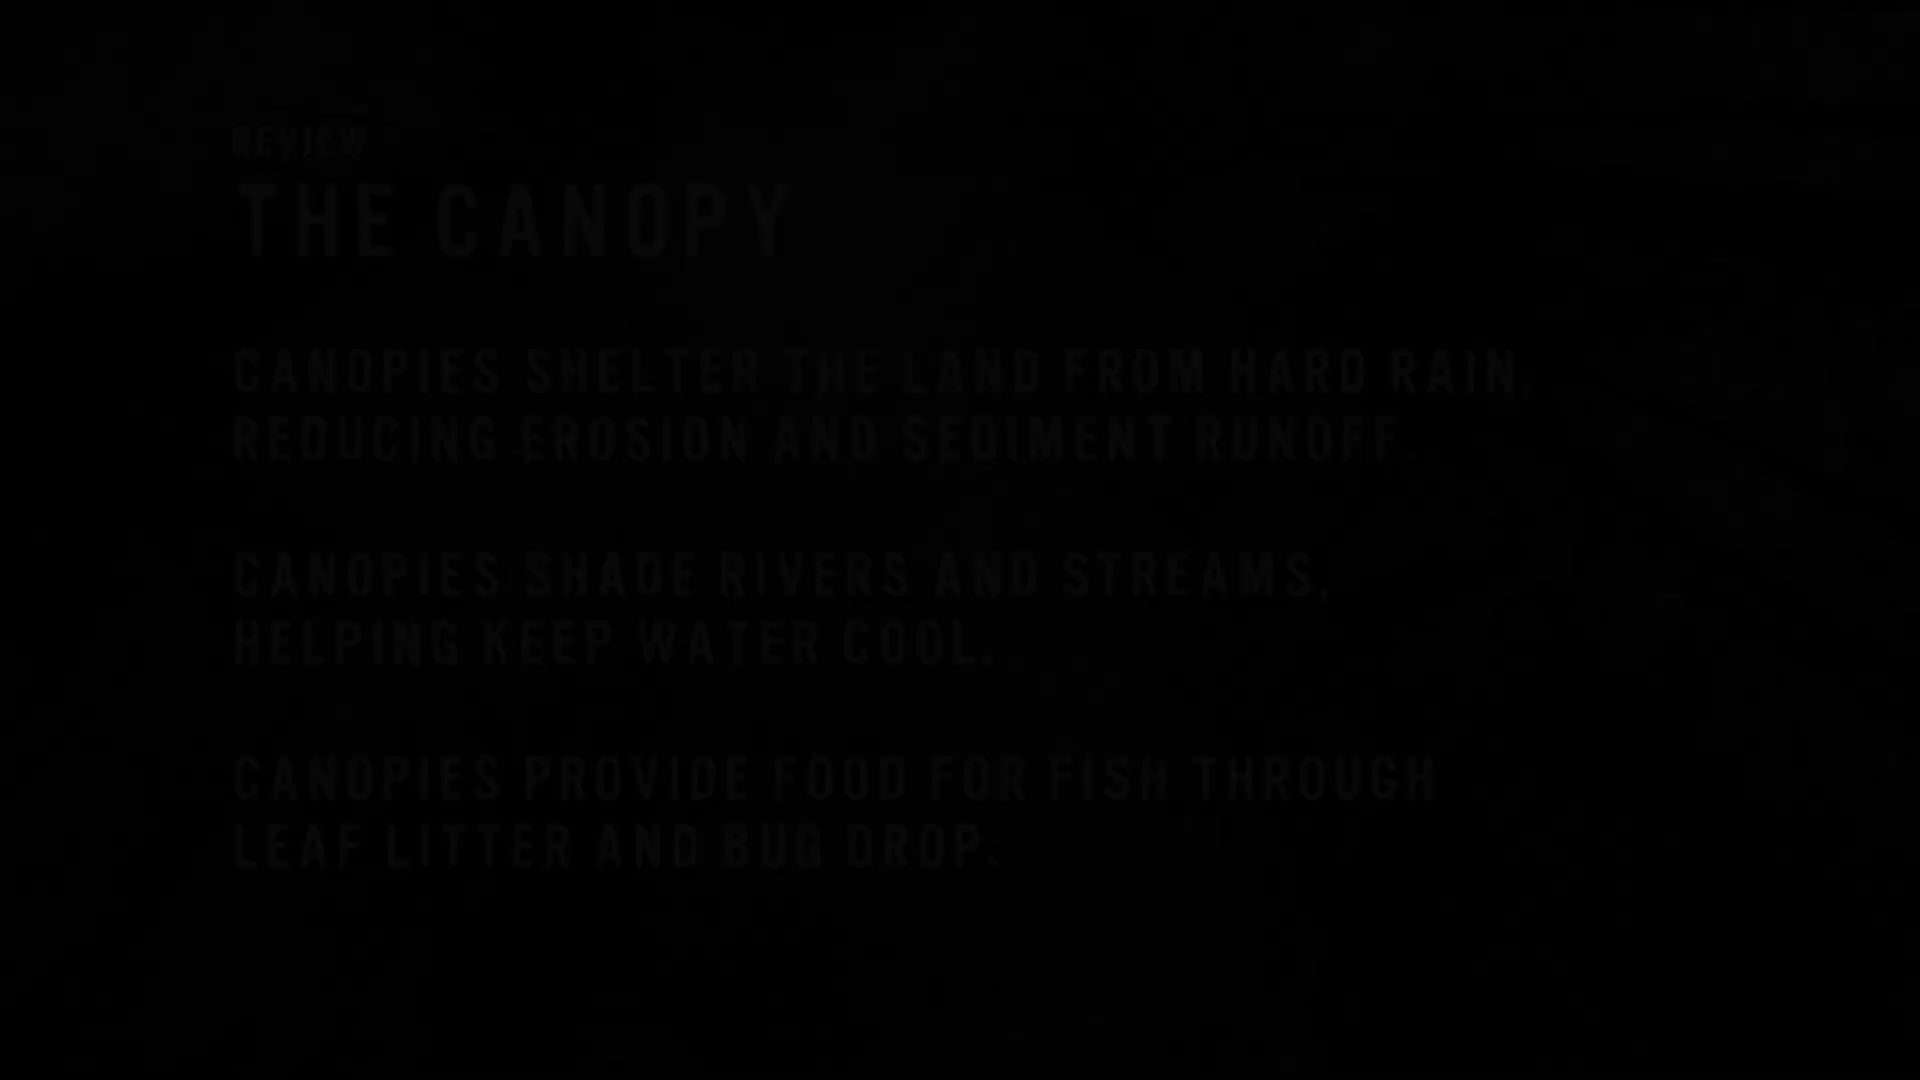 REVIEW
THE CANOPY
CANOPIES SHELTER THE LAND FROM HARD RAIN,
REDUCING EROSION AND SEDIMENT RUNOFF.
CANOPIES SHADE RIVERS AND STREAMS,
HELPING KEEP WATER COOL.
CANOPIES PROVIDE FOOD FOR FISH THROUGH
LEAF LITTER AND BUG DROP.